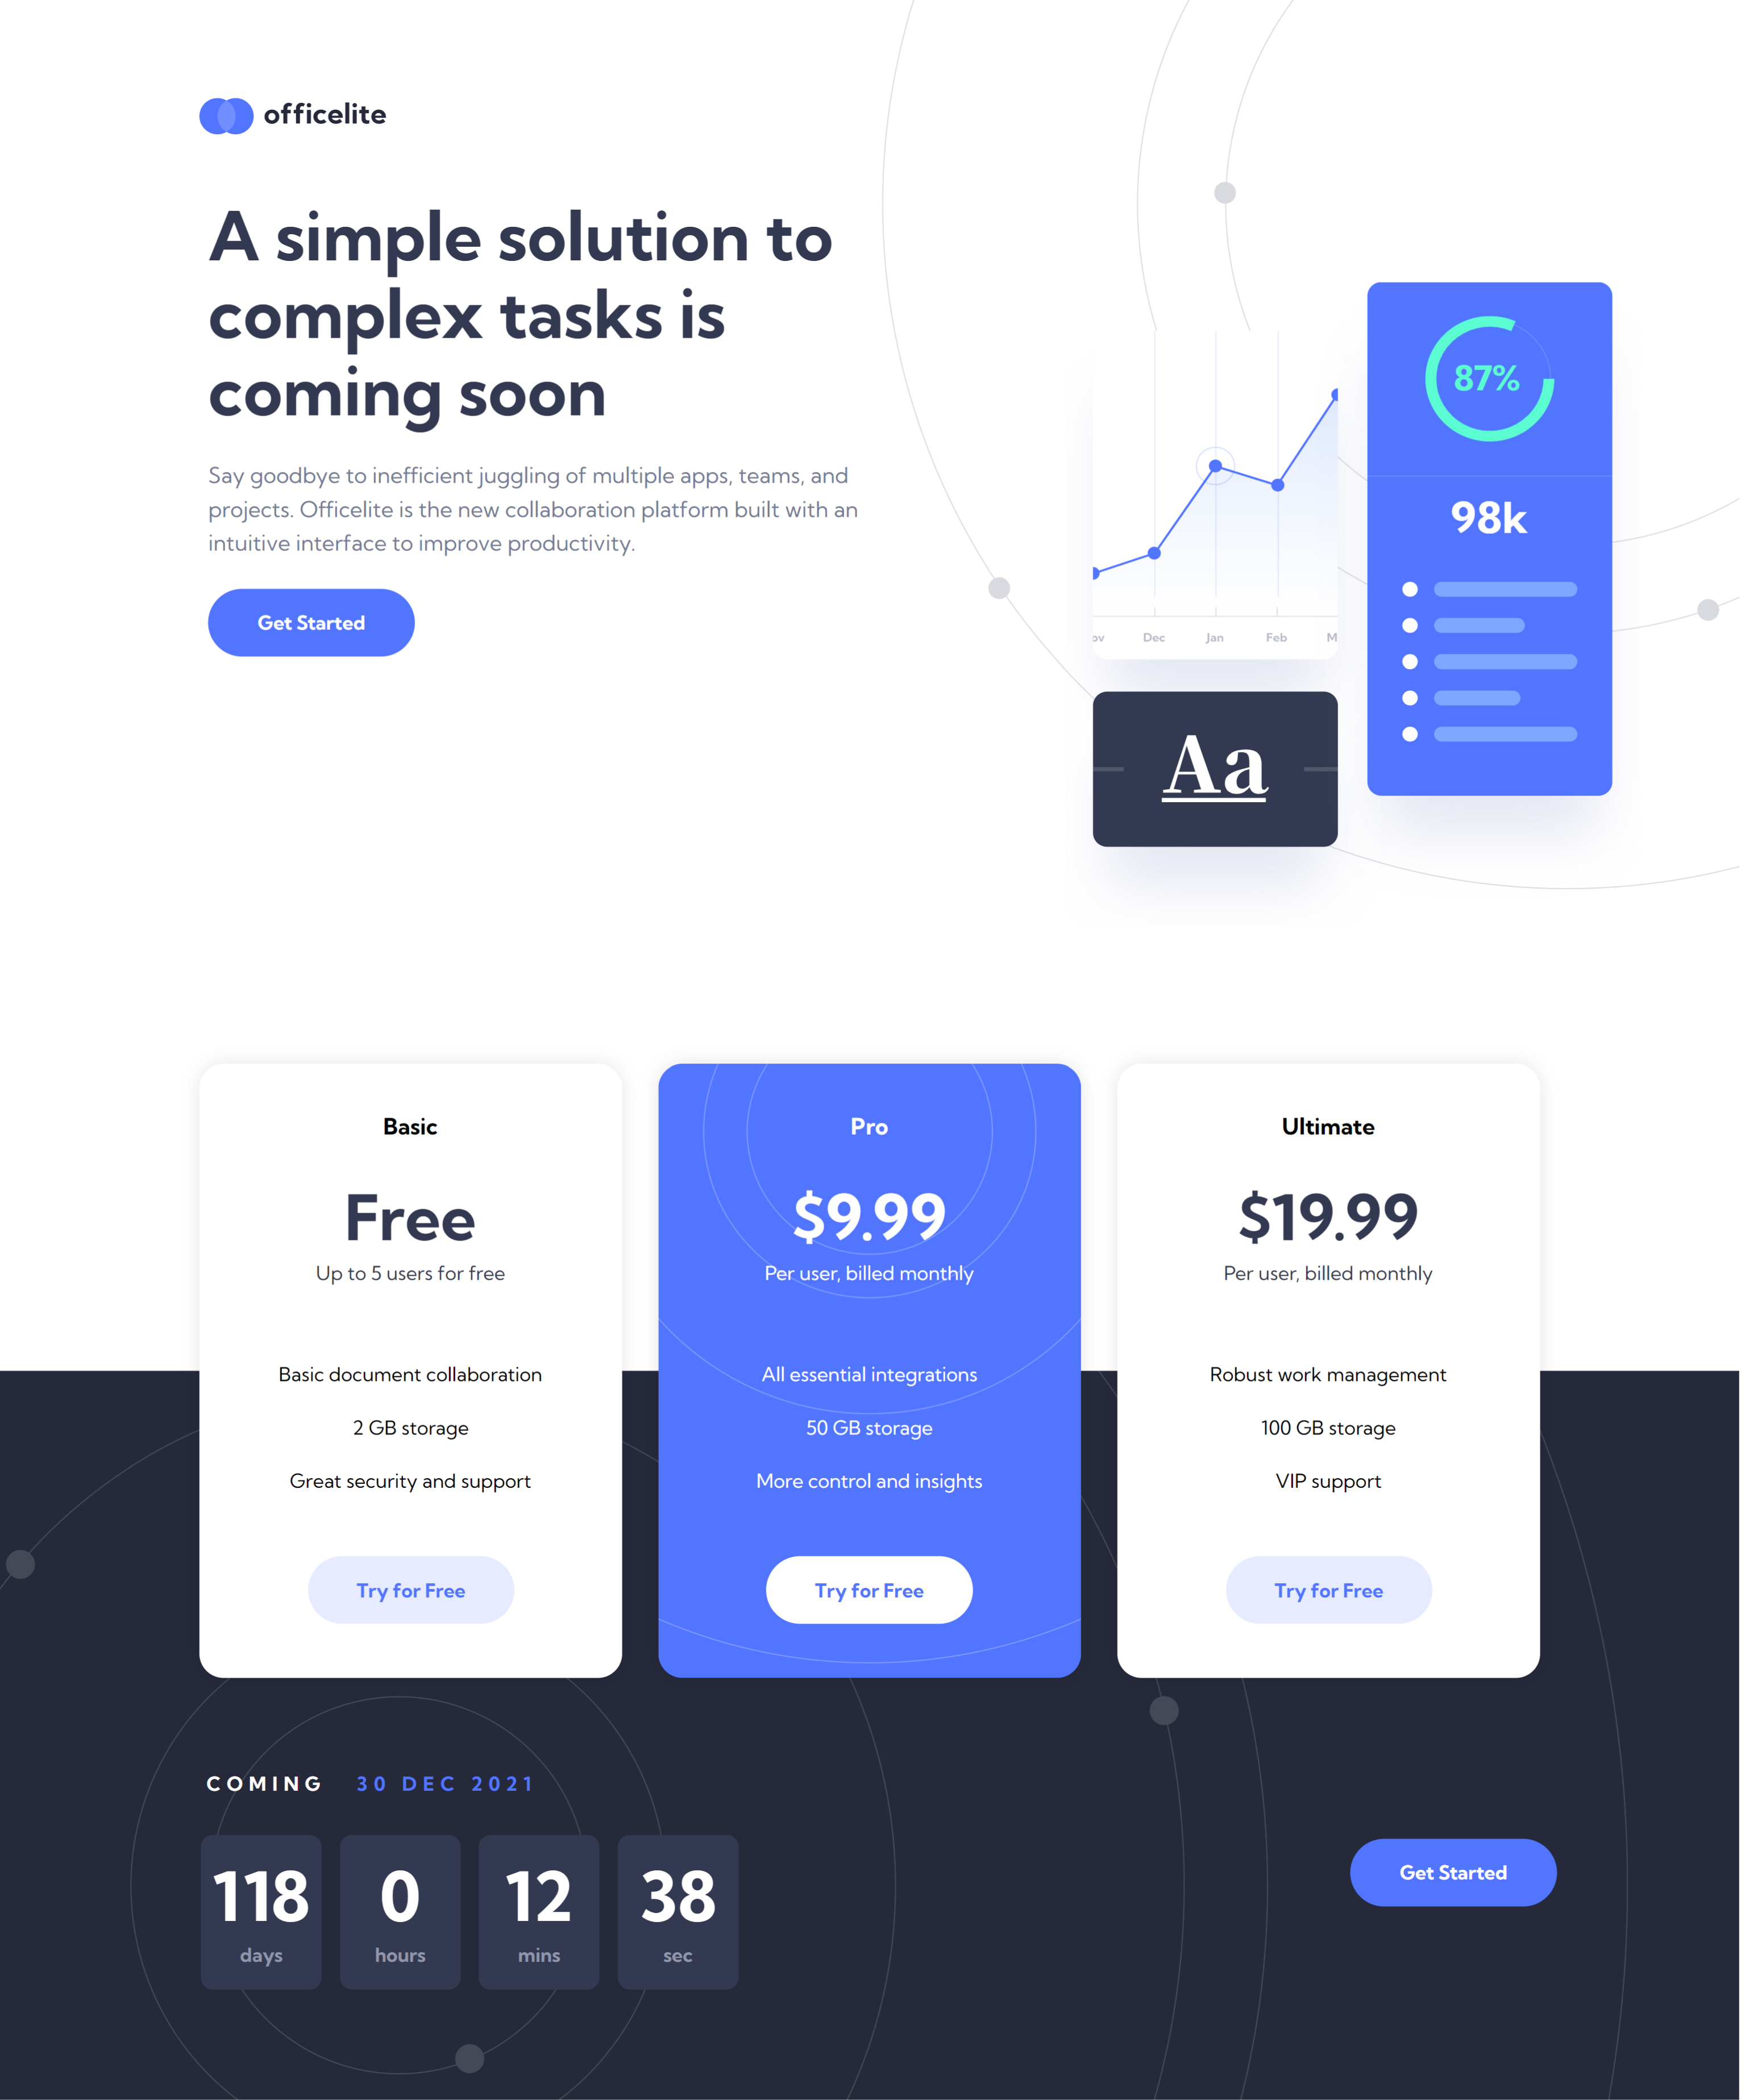 officelite
A simple solution to
complex tasks is
coming soon
Say goodbye to inefficient juggling of multiple apps, teams, and
projects. Officelite is the new collaboration platform built with an
intuitive interface to improve productivity.
Get Started
ov Dec Jan Feb M
Aa
87%
98k
Basic
Free
Up to 5 users for free
Basic document collaboration
2 GB storage
Great security and support
Try for Free
Pro
$9.99
Per user, billed monthly
All essential integrations
50 GB storage
More control and insights
Try for Free
Ultimate
$19.99
Per user, billed monthly
Robust work management
100 GB storage
VIP support
Try for Free
COMING 30 DEC 2021
118 0 12 38
days hours mins sec
Get Started